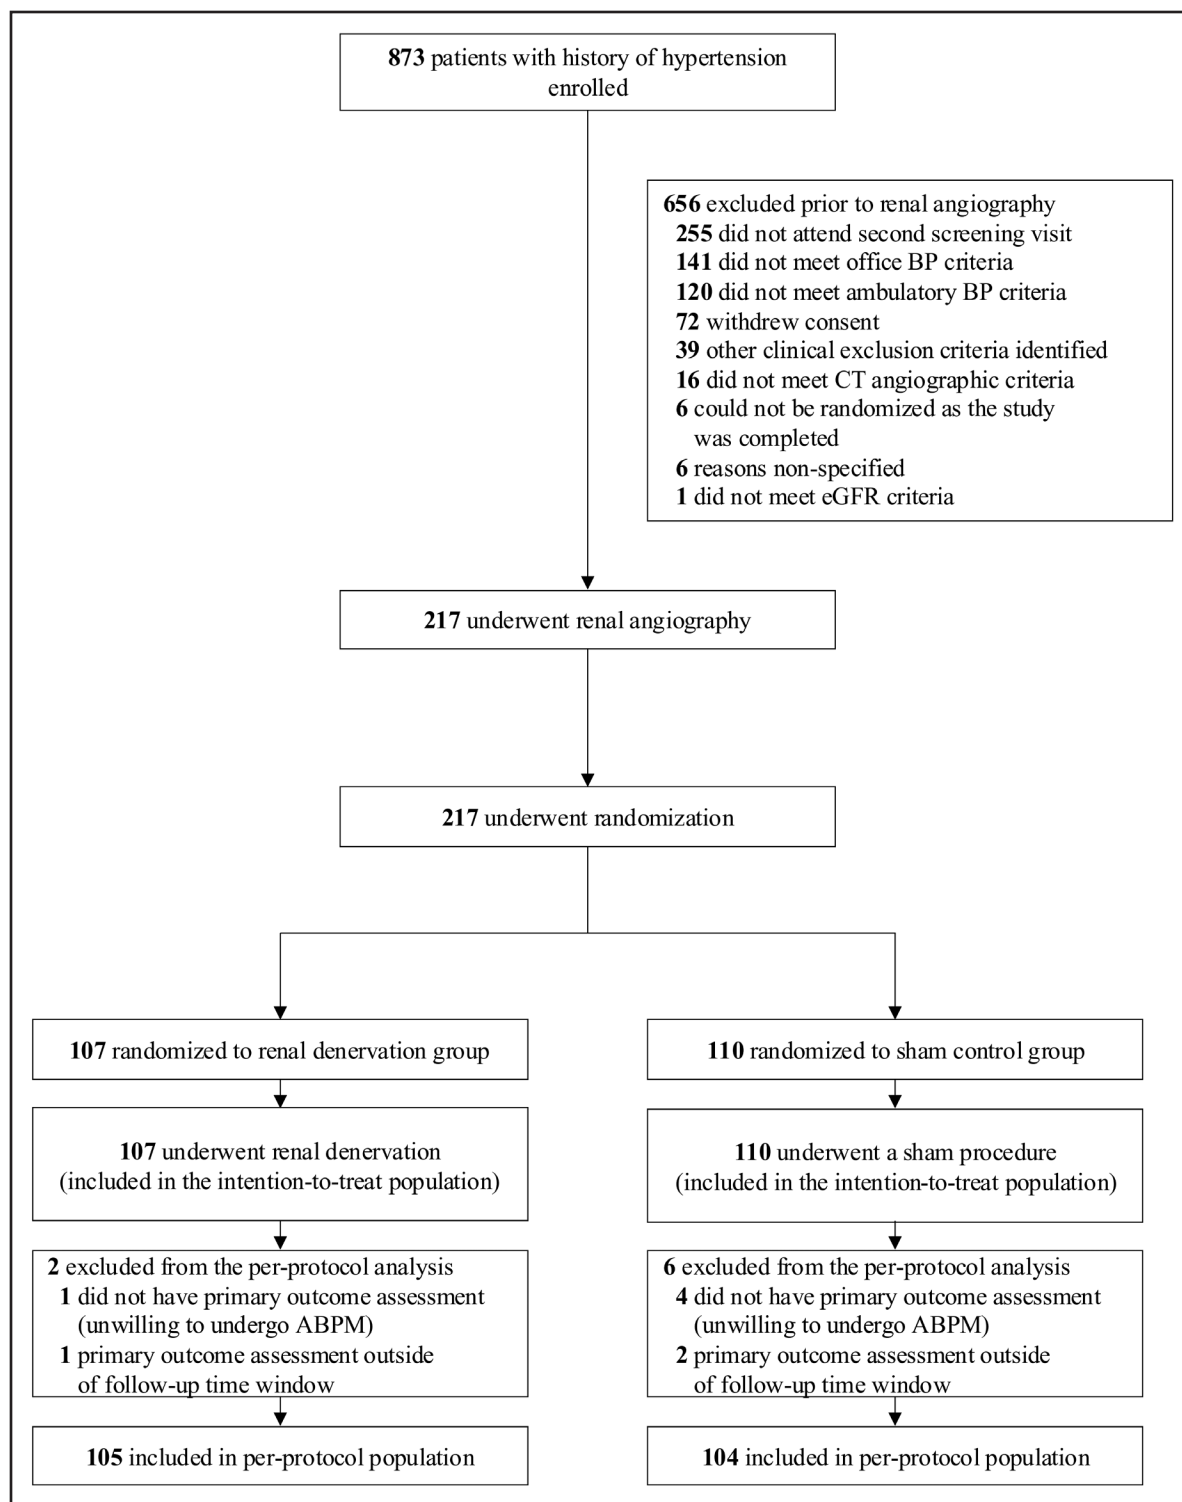 873 patients with history of hypertension
enrolled
656 excluded prior to renal angiography
255 did not attend second screening visit
141 did not meet office BP criteria
120 did not meet ambulatory BP criteria
72 withdrew consent
39 other clinical exclusion criteria identified
16 did not meet CT angiographic criteria
6 could not be randomized as the study
was completed
6 reasons non-specified
1 did not meet eGFR criteria
217 underwent renal angiography
217 underwent randomization
107 randomized to renal denervation group
110 randomized to sham control group
107 underwent renal denervation
(included in the intention-to-treat population)
110 underwent a sham procedure
(included in the intention-to-treat population)
2 excluded from the per-protocol analysis
1 did not have primary outcome assessment
(unwilling to undergo ABPM)
1 primary outcome assessment outside
of follow-up time window
6 excluded from the per-protocol analysis
4 did not have primary outcome assessment
(unwilling to undergo ABPM)
2 primary outcome assessment outside
of follow-up time window
105 included in per-protocol population
104 included in per-protocol population